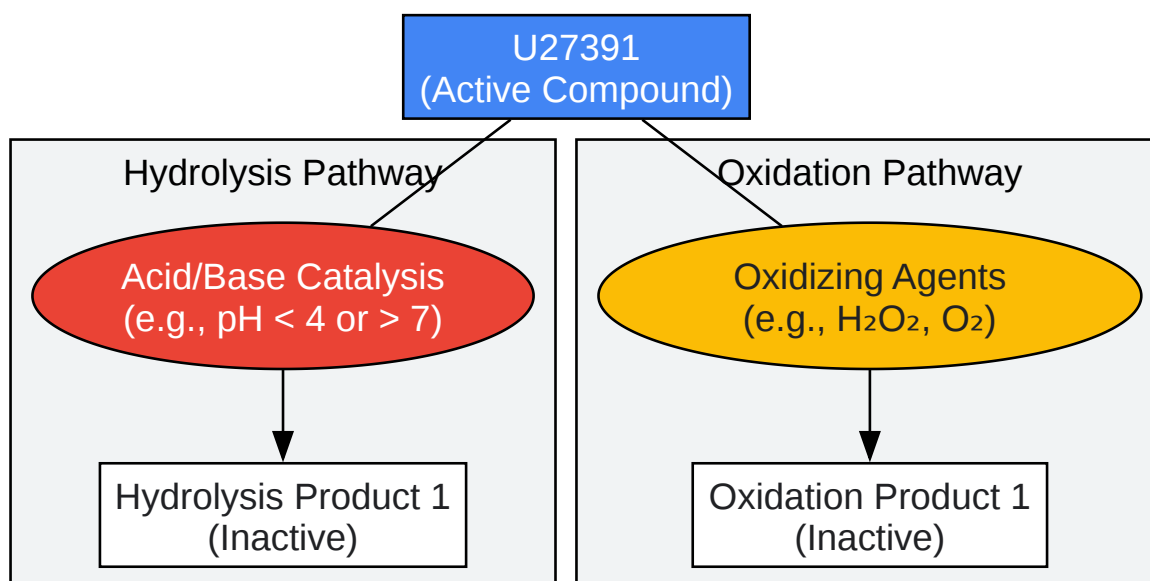 U27391
(Active Compound)
Hydrolysis Pathway
Oxidation Pathway
Acid/Base Catalysis
(e.g., pH < 4 or > 7)
Oxidizing Agents
(e.g., H₂O₂, O₂)
Hydrolysis Product 1
(Inactive)
Oxidation Product 1
(Inactive)